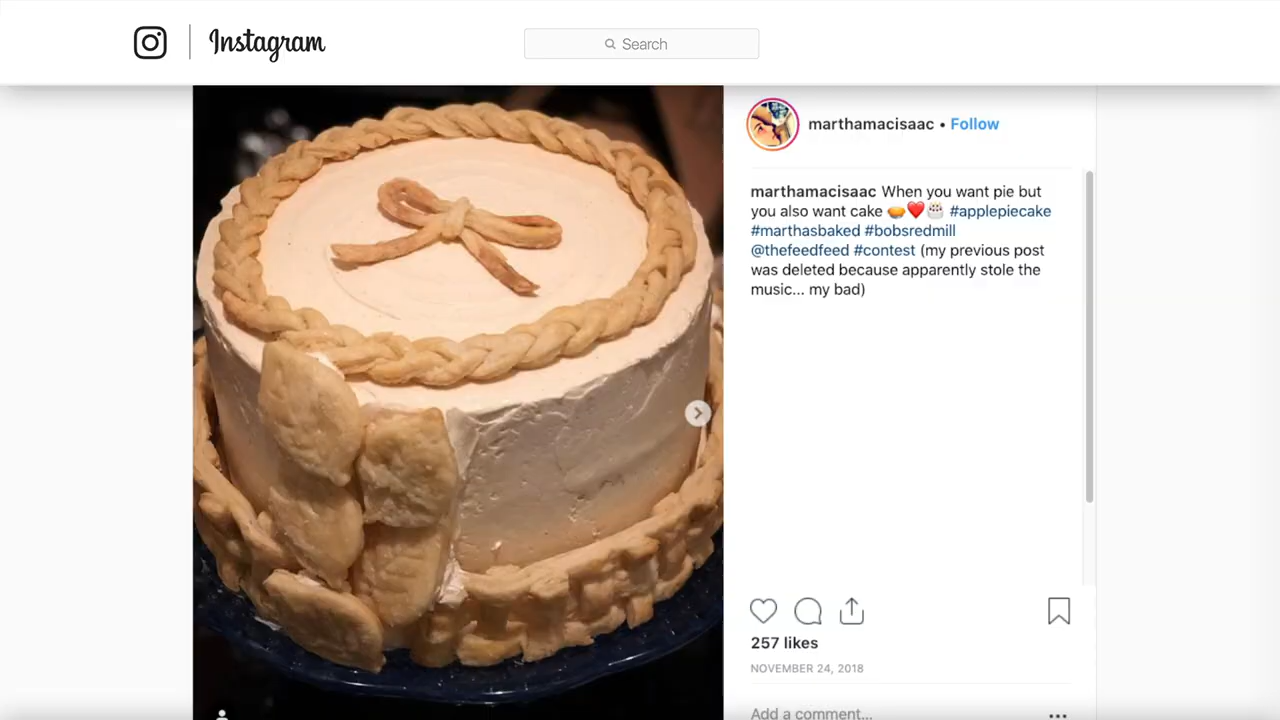 Instagram
Search
marthamacisaac • Follow
marthamacisaac When you want pie but
you also want cake 🥧❤️🎂 #applepiecake
#marthasbaked #bobsredmill
@thefeedfeed #contest (my previous post
was deleted because apparently stole the
music... my bad)
257 likes
NOVEMBER 24, 2018
Add a comment...